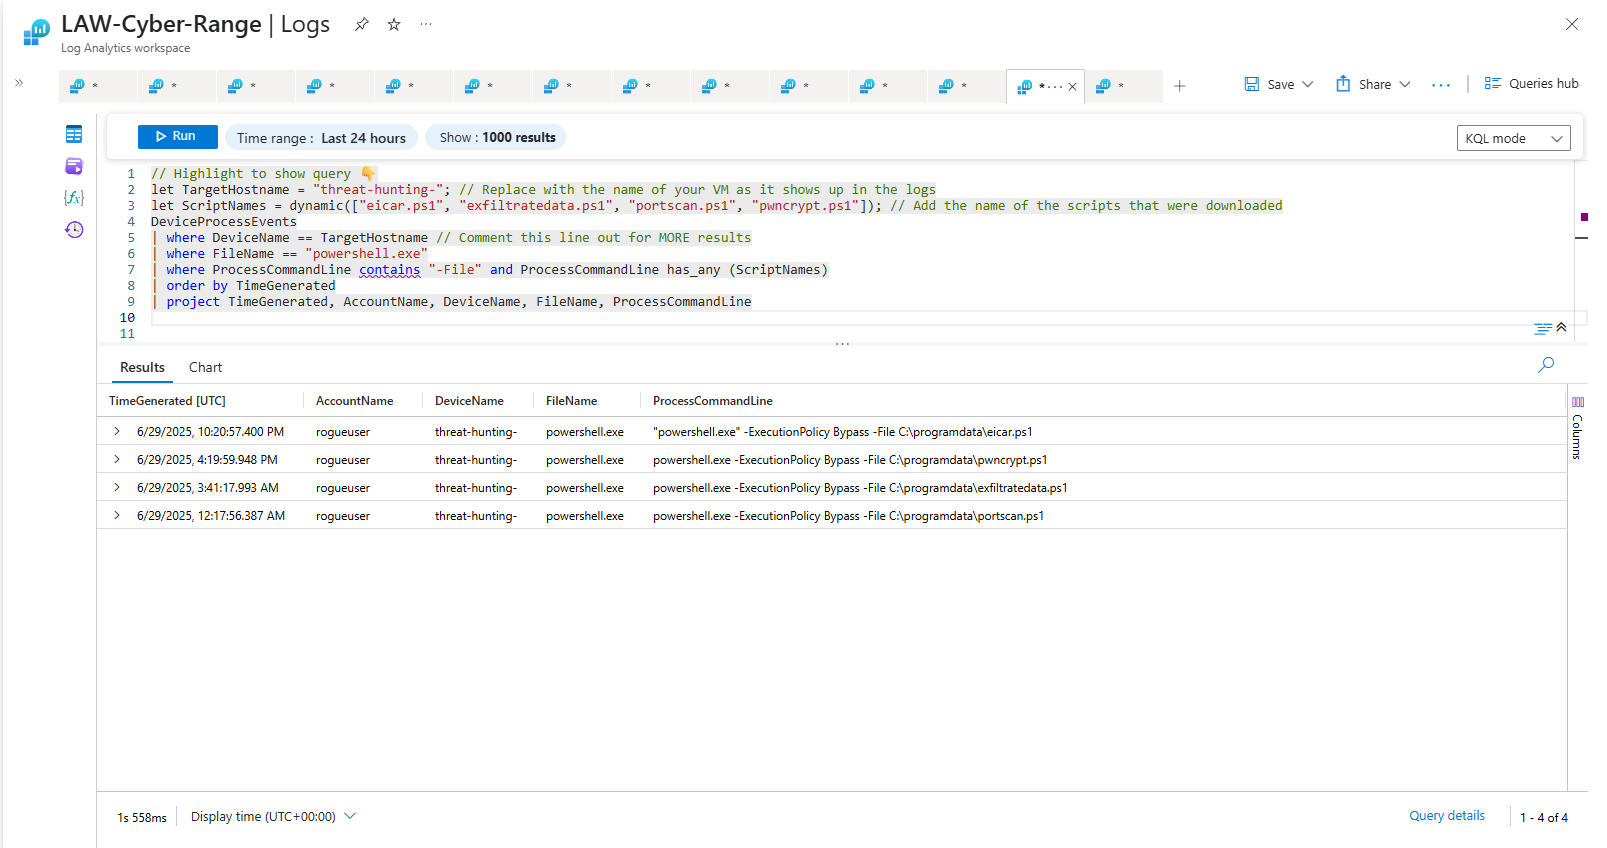 LAW-Cyber-Range | Logs
Log Analytics workspace
* * * * * * * * * * * * *··· *
Save Share Queries hub
Run Time range : Last 24 hours Show : 1000 results KQL mode
1 // Highlight to show query 👇
2 let TargetHostname = "threat-hunting-"; // Replace with the name of your VM as it shows up in the logs
3 let ScriptNames = dynamic(["eicar.ps1", "exfiltratedata.ps1", "portscan.ps1", "pwncrypt.ps1"]); // Add the name of the scripts that were downloaded
4 DeviceProcessEvents
5 | where DeviceName == TargetHostname // Comment this line out for MORE results
6 | where FileName == "powershell.exe"
7 | where ProcessCommandLine contains "-File" and ProcessCommandLine has_any (ScriptNames)
8 | order by TimeGenerated
9 | project TimeGenerated, AccountName, DeviceName, FileName, ProcessCommandLine
10
11
Results Chart
TimeGenerated [UTC] AccountName DeviceName FileName ProcessCommandLine
6/29/2025, 10:20:57.400 PM rogueuser threat-hunting- powershell.exe "powershell.exe" -ExecutionPolicy Bypass -File C:\programdata\eicar.ps1
6/29/2025, 4:19:59.948 PM rogueuser threat-hunting- powershell.exe powershell.exe -ExecutionPolicy Bypass -File C:\programdata\pwncrypt.ps1
6/29/2025, 3:41:17.993 AM rogueuser threat-hunting- powershell.exe powershell.exe -ExecutionPolicy Bypass -File C:\programdata\exfiltratedata.ps1
6/29/2025, 12:17:56.387 AM rogueuser threat-hunting- powershell.exe powershell.exe -ExecutionPolicy Bypass -File C:\programdata\portscan.ps1
Columns
1s 558ms Display time (UTC+00:00) Query details 1 - 4 of 4